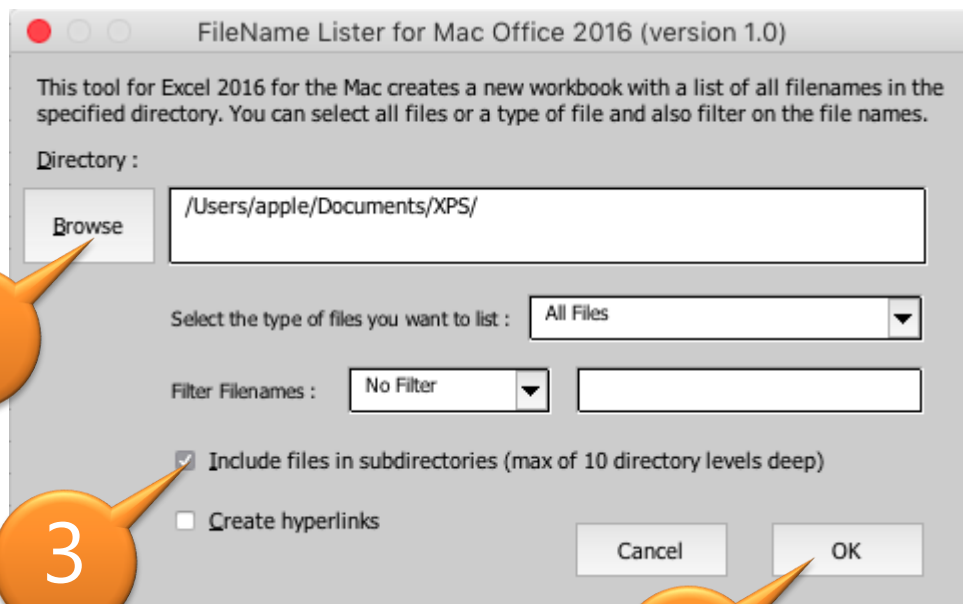 FileName Lister for Mac Office 2016 (version 1.0)
This tool for Excel 2016 for the Mac creates a new workbook with a list of all filenames in the
specified directory. You can select all files or a type of file and also filter on the file names.
Directory :
Browse
/Users/apple/Documents/XPS/
Select the type of files you want to list :
All Files
Filter Filenames :
No Filter
Include files in subdirectories (max of 10 directory levels deep)
3
Create hyperlinks
Cancel
OK